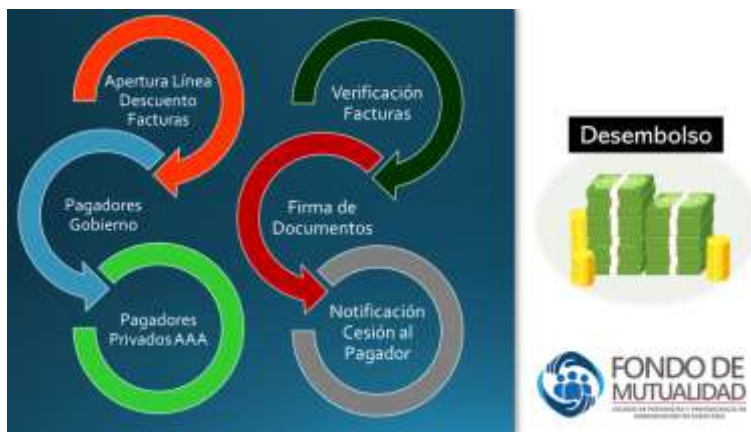 Apertura Línea
Descuento
Facturas
Pagadores
Gobierno
Pagadores
Privados AAA
Verificación
Facturas
Firma de
Documentos
Notificación
Cesión al
Pagador
Desembolso
FONDO DE
MUTUALIDAD